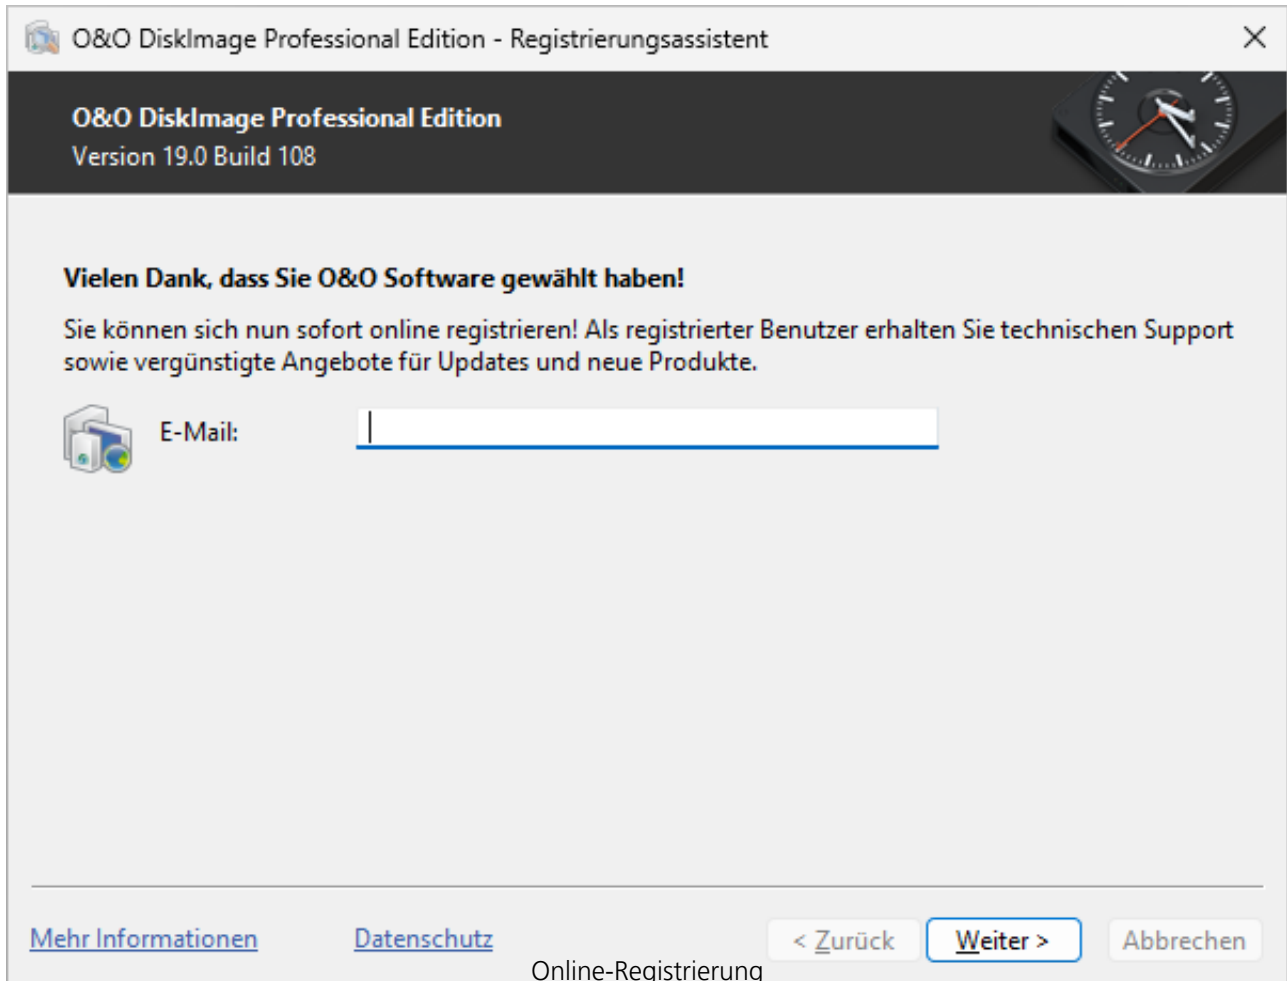 O&O DiskImage Professional Edition - Registrierungsassistent
O&O DiskImage Professional Edition
Version 19.0 Build 108
Vielen Dank, dass Sie O&O Software gewählt haben!
Sie können sich nun sofort online registrieren! Als registrierter Benutzer erhalten Sie technischen Support
sowie vergünstigte Angebote für Updates und neue Produkte.
E-Mail:
Mehr Informationen Datenschutz < Zurück Weiter > Abbrechen
Online-Registrierung